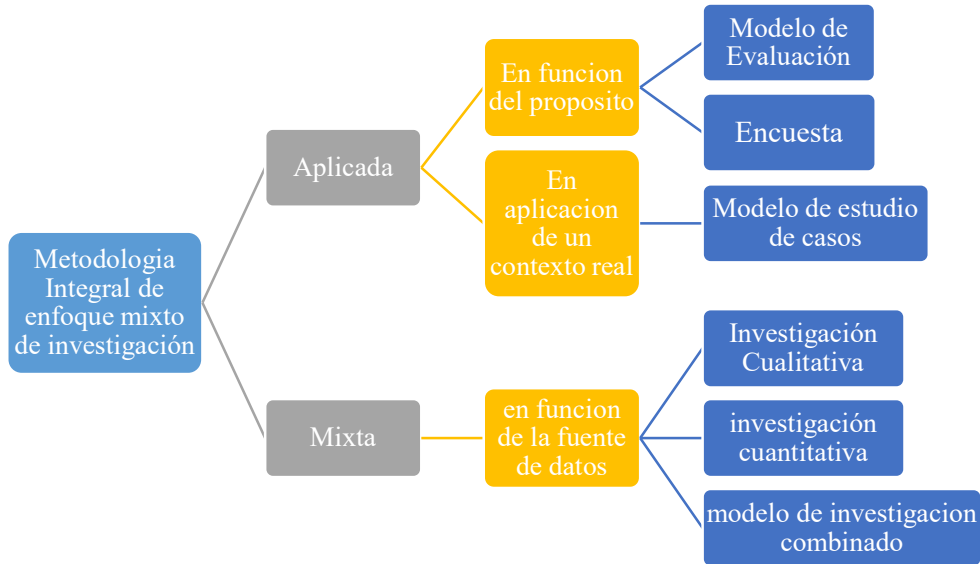 Metodologia
Integral de
enfoque mixto
de investigación
Aplicada
En funcion
del proposito
Modelo de
Evaluación
Encuesta
En
aplicacion
de un
contexto real
Modelo de estudio
de casos
Mixta
en funcion
de la fuente
de datos
Investigación
Cualitativa
investigación
cuantitativa
modelo de investigacion
combinado